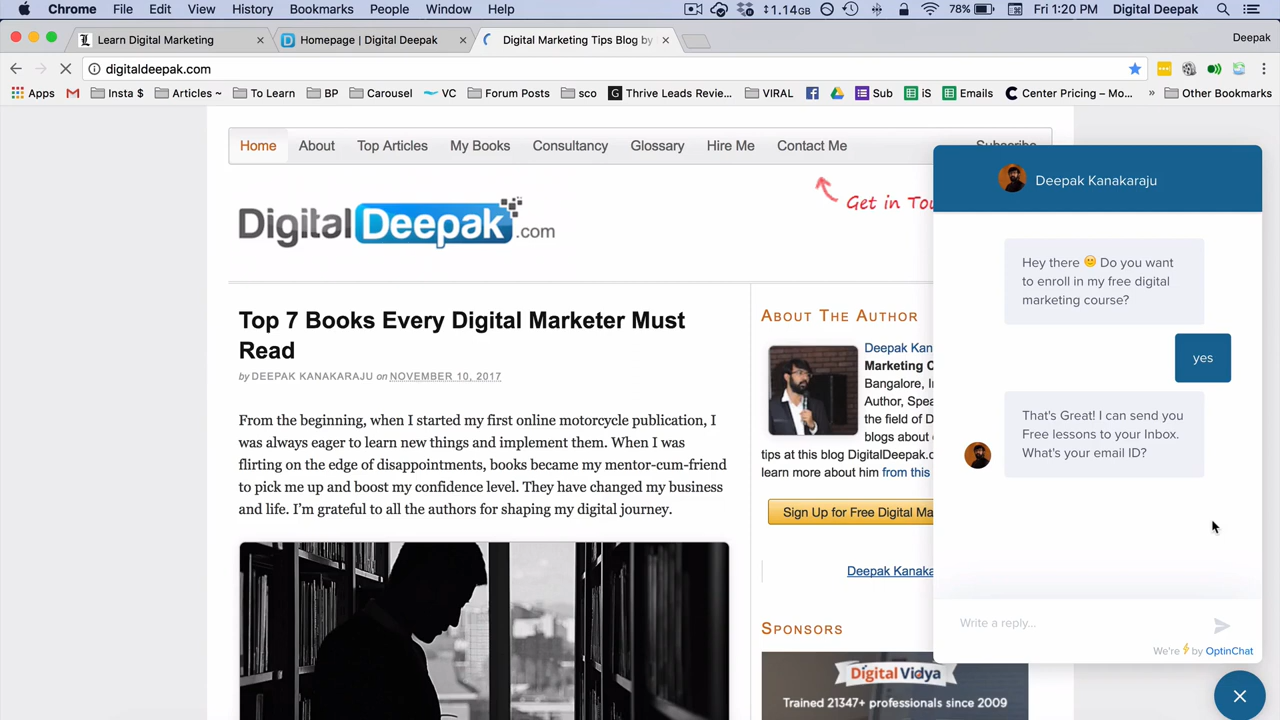 Chrome File Edit View History Bookmarks People Window Help 1.14GB 78% Fri 1:20 PM Digital Deepak
Learn Digital Marketing Homepage | Digital Deepak Digital Marketing Tips Blog by Deepak
digitaldeepak.com
Apps Insta $ Articles ~ To Learn BP Carousel VC Forum Posts sco Thrive Leads Revie... VIRAL Sub iS Emails Center Pricing – Mo... » Other Bookmarks
Home About Top Articles My Books Consultancy Glossary Hire Me Contact Me Subscribe
Get in Tou
DigitalDeepak.com
Top 7 Books Every Digital Marketer Must
Read
by DEEPAK KANAKARAJU on NOVEMBER 10, 2017
From the beginning, when I started my first online motorcycle publication, I
was always eager to learn new things and implement them. When I was
flirting on the edge of disappointments, books became my mentor-cum-friend
to pick me up and boost my confidence level. They have changed my business
and life. I'm grateful to all the authors for shaping my digital journey.
ABOUT THE AUTHOR
Deepak Kan
Marketing C
Bangalore, In
Author, Spea
the field of D
blogs about
tips at this blog DigitalDeepak.c
learn more about him from this
Sign Up for Free Digital Ma
Deepak Kanaka
SPONSORS
Digital Vidya
Trained 21347+ professionals since 2009
Deepak Kanakaraju
Hey there 🙂 Do you want
to enroll in my free digital
marketing course?
yes
That's Great! I can send you
Free lessons to your Inbox.
What's your email ID?
Write a reply...
We're ⚡ by OptinChat